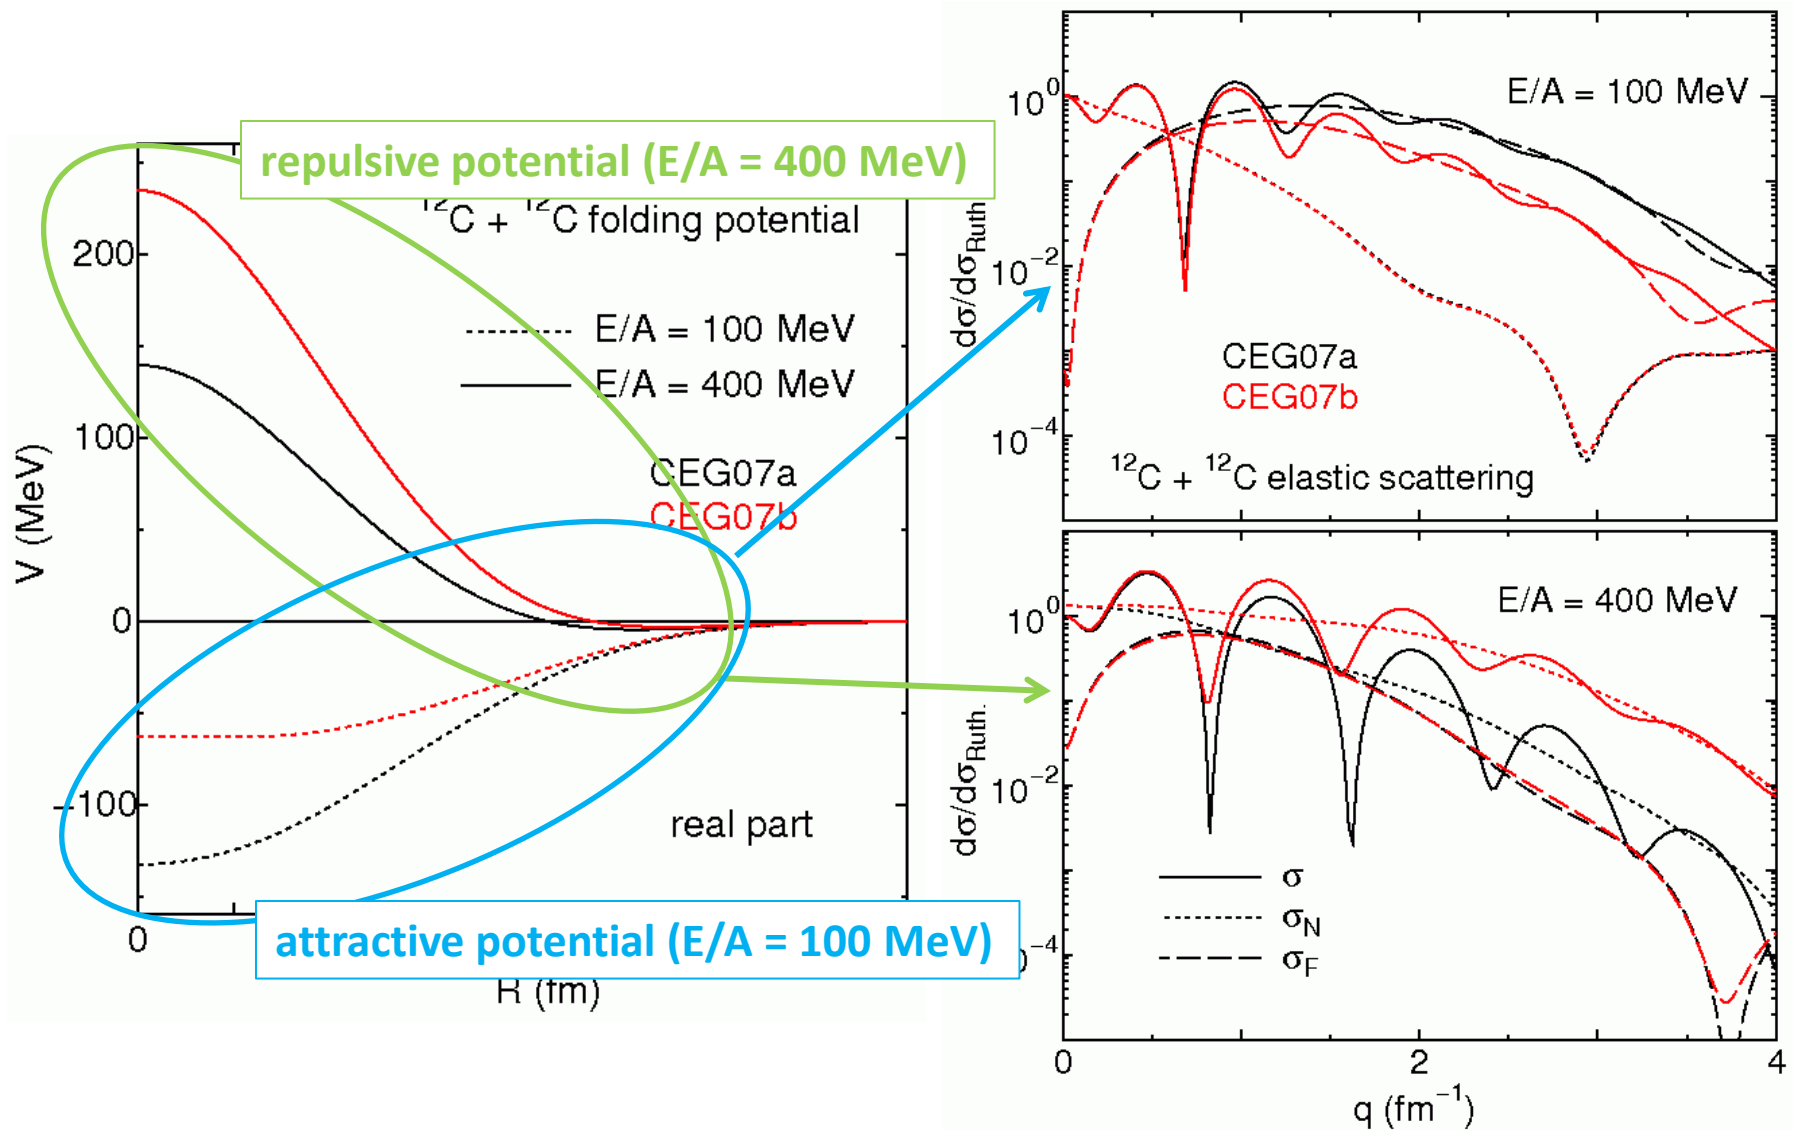 repulsive potential (E/A = 400 MeV)
¹²C + ¹²C folding potential
E/A = 100 MeV
E/A = 400 MeV
CEG07a
CEG07b
real part
attractive potential (E/A = 100 MeV)
V (MeV)
200
100
0
−100
0
R (fm)
E/A = 100 MeV
CEG07a
CEG07b
¹²C + ¹²C elastic scattering
dσ/dσRuth.
10⁰
10⁻²
10⁻⁴
E/A = 400 MeV
σ
σN
σF
dσ/dσRuth.
10⁰
10⁻²
0⁻⁴
0
2
4
q (fm⁻¹)